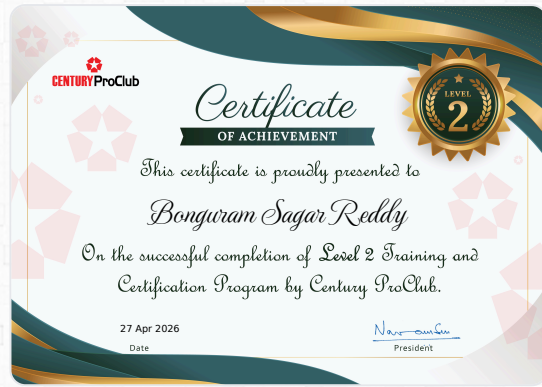 CENTURY ProClub
LEVEL
2
Certificate
OF ACHIEVEMENT
This certificate is proudly presented to
Bonguram Sagar Reddy
On the successful completion of Level 2 Training and
Certification Program by Century ProClub.
27 Apr 2026
Date
President